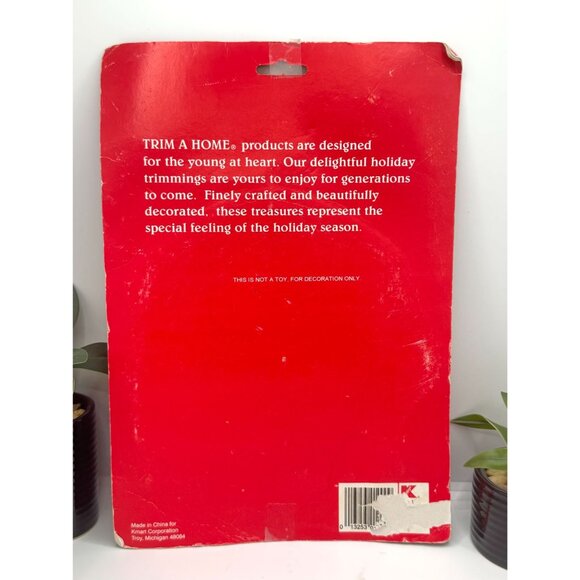 TRIM A HOME® products are designed
for the young at heart. Our delightful holiday
trimmings are yours to enjoy for generations
to come. Finely crafted and beautifully
decorated, these treasures represent the
special feeling of the holiday season.
THIS IS NOT A TOY, FOR DECORATION ONLY.
K
0 13253
Made in China for
Kmart Corporation
Troy, Michigan 48084